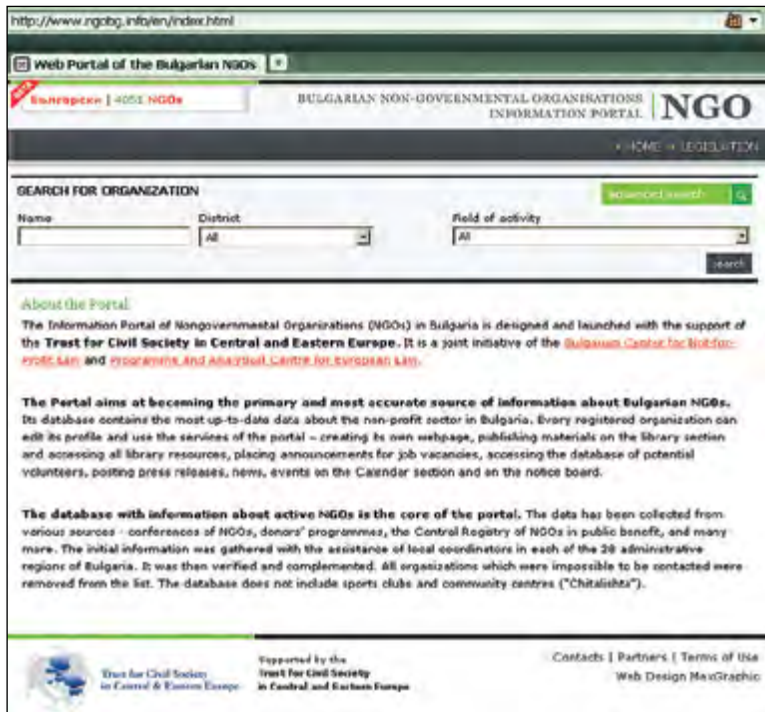 http://www.ngobg.info/en/index.html
Web Portal of the Bulgarian NGOs
BETA
Български | 4051 NGOs
BULGARIAN NON-GOVERNMENTAL ORGANISATIONS
INFORMATION PORTAL
NGO
HOME LEGISLATION
SEARCH FOR ORGANIZATION
advanced search
Name District Field of activity
All All
search
About the Portal
The Information Portal of Nongovernmental Organizations (NGOs) in Bulgaria is designed and launched with the support of
the Trust for Civil Society in Central and Eastern Europe. It is a joint initiative of the Bulgarian Center for Not-for-
Profit Law and Programme and Analytical Centre for European Law.
The Portal aims at becoming the primary and most accurate source of information about Bulgarian NGOs.
Its database contains the most up-to-date data about the non-profit sector in Bulgaria. Every registered organization can
edit its profile and use the services of the portal – creating its own webpage, publishing materials on the library section
and accessing all library resources, placing announcements for job vacancies, accessing the database of potential
volunteers, posting press releases, news, events on the Calendar section and on the notice board.
The database with information about active NGOs is the core of the portal. The data has been collected from
various sources - conferences of NGOs, donors' programmes, the Central Registry of NGOs in public benefit, and many
more. The initial information was gathered with the assistance of local coordinators in each of the 28 administrative
regions of Bulgaria. It was then verified and complemented. All organizations which were impossible to be contacted were
removed from the list. The database does not include sports clubs and community centres ("Chitalishta").
Trust for Civil Society
in Central & Eastern Europe
Supported by the
Trust for Civil Society
in Central and Eastern Europe
Contacts | Partners | Terms of Use
Web Design MaxGraphic